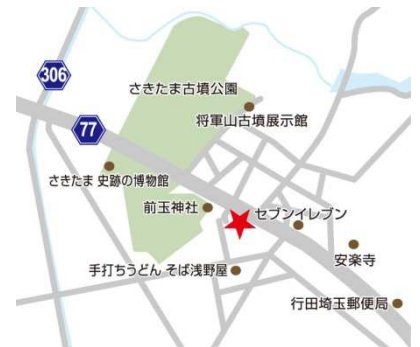 306
さきたま古墳公園
将軍山古墳展示館
77
さきたま 史跡の博物館
前玉神社
セブンイレブン
手打ちうどん そば浅野屋
安楽寺
行田埼玉郵便局